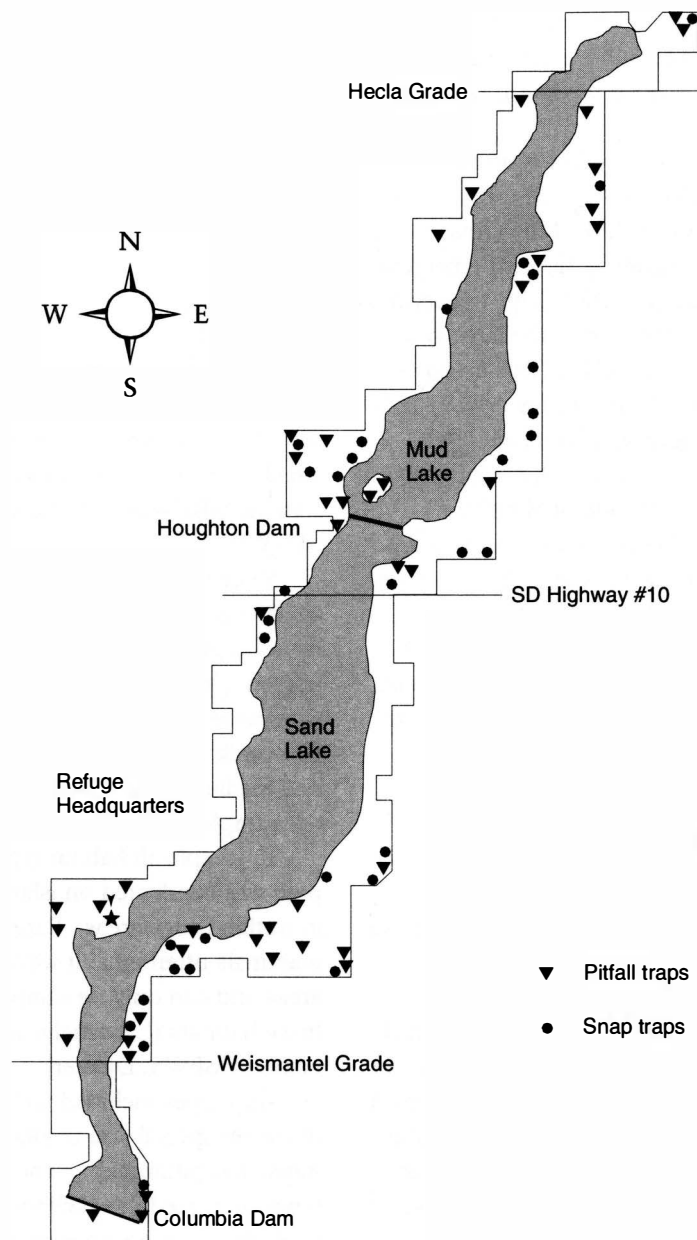 Hecla Grade
N
W
E
S
Mud
Lake
Houghton Dam
SD Highway #10
Sand
Lake
Refuge
Headquarters
Pitfall traps
Snap traps
Weismantel Grade
Columbia Dam